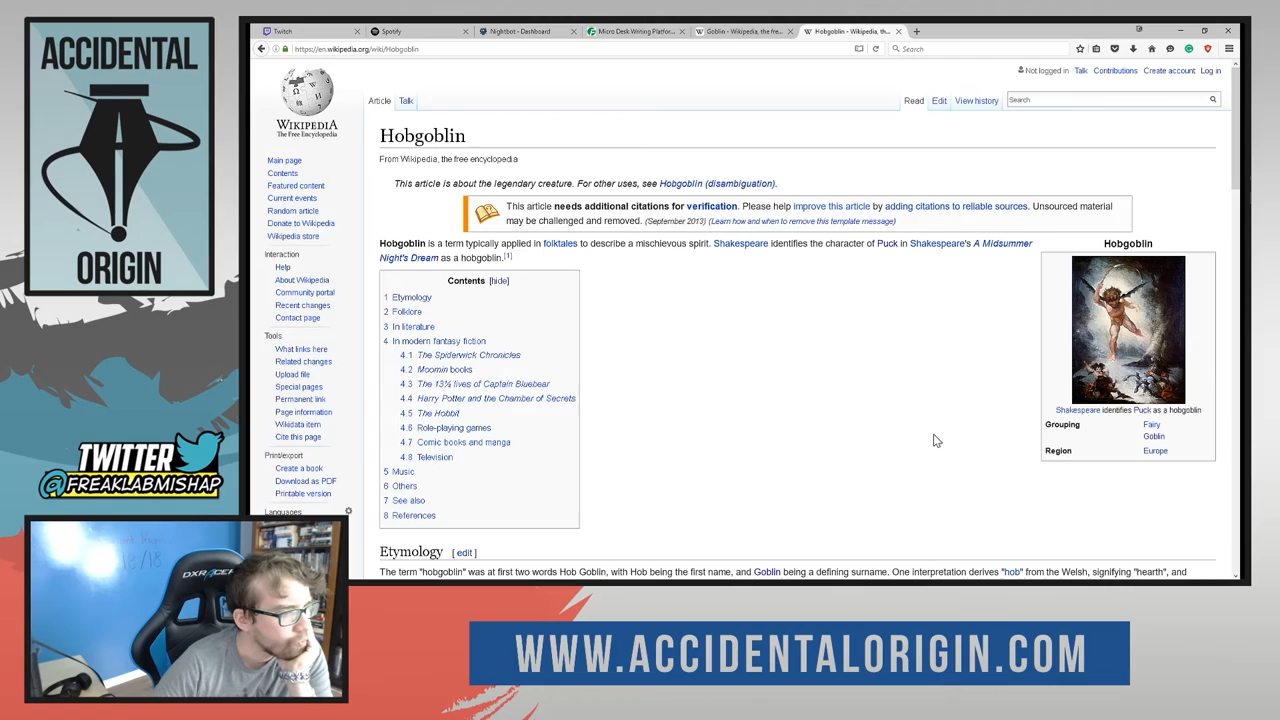 ACCIDENTAL
ORIGIN
TWITTER
@FREAKLABMISHAP
Twitch
Spotify
Nightbot - Dashboard
Micro Desk Writing Platfor...
Goblin - Wikipedia, the fre...
Hobgoblin - Wikipedia, th...
https://en.wikipedia.org/wiki/Hobgoblin
Search
Not logged in Talk Contributions Create account Log in
Article Talk
Read Edit View history
Search
WIKIPEDIA
The Free Encyclopedia
Main page
Contents
Featured content
Current events
Random article
Donate to Wikipedia
Wikipedia store
Interaction
Help
About Wikipedia
Community portal
Recent changes
Contact page
Tools
What links here
Related changes
Upload file
Special pages
Permanent link
Page information
Wikidata item
Cite this page
Print/export
Create a book
Download as PDF
Printable version
Languages
Hobgoblin
From Wikipedia, the free encyclopedia
This article is about the legendary creature. For other uses, see Hobgoblin (disambiguation).
This article needs additional citations for verification. Please help improve this article by adding citations to reliable sources. Unsourced material
may be challenged and removed. (September 2013) (Learn how and when to remove this template message)
Hobgoblin is a term typically applied in folktales to describe a mischievous spirit. Shakespeare identifies the character of Puck in Shakespeare's A Midsummer
Night's Dream as a hobgoblin.[1]
Contents [hide]
1 Etymology
2 Folklore
3 In literature
4 In modern fantasy fiction
4.1 The Spiderwick Chronicles
4.2 Moomin books
4.3 The 13½ lives of Captain Bluebear
4.4 Harry Potter and the Chamber of Secrets
4.5 The Hobbit
4.6 Role-playing games
4.7 Comic books and manga
4.8 Television
5 Music
6 Others
7 See also
8 References
Hobgoblin
Shakespeare identifies Puck as a hobgoblin
Grouping Fairy
Goblin
Region Europe
Etymology [ edit ]
The term "hobgoblin" was at first two words Hob Goblin, with Hob being the first name, and Goblin being a defining surname. One interpretation derives "hob" from the Welsh, signifying "hearth", and
DXRACER
WWW.ACCIDENTALORIGIN.COM